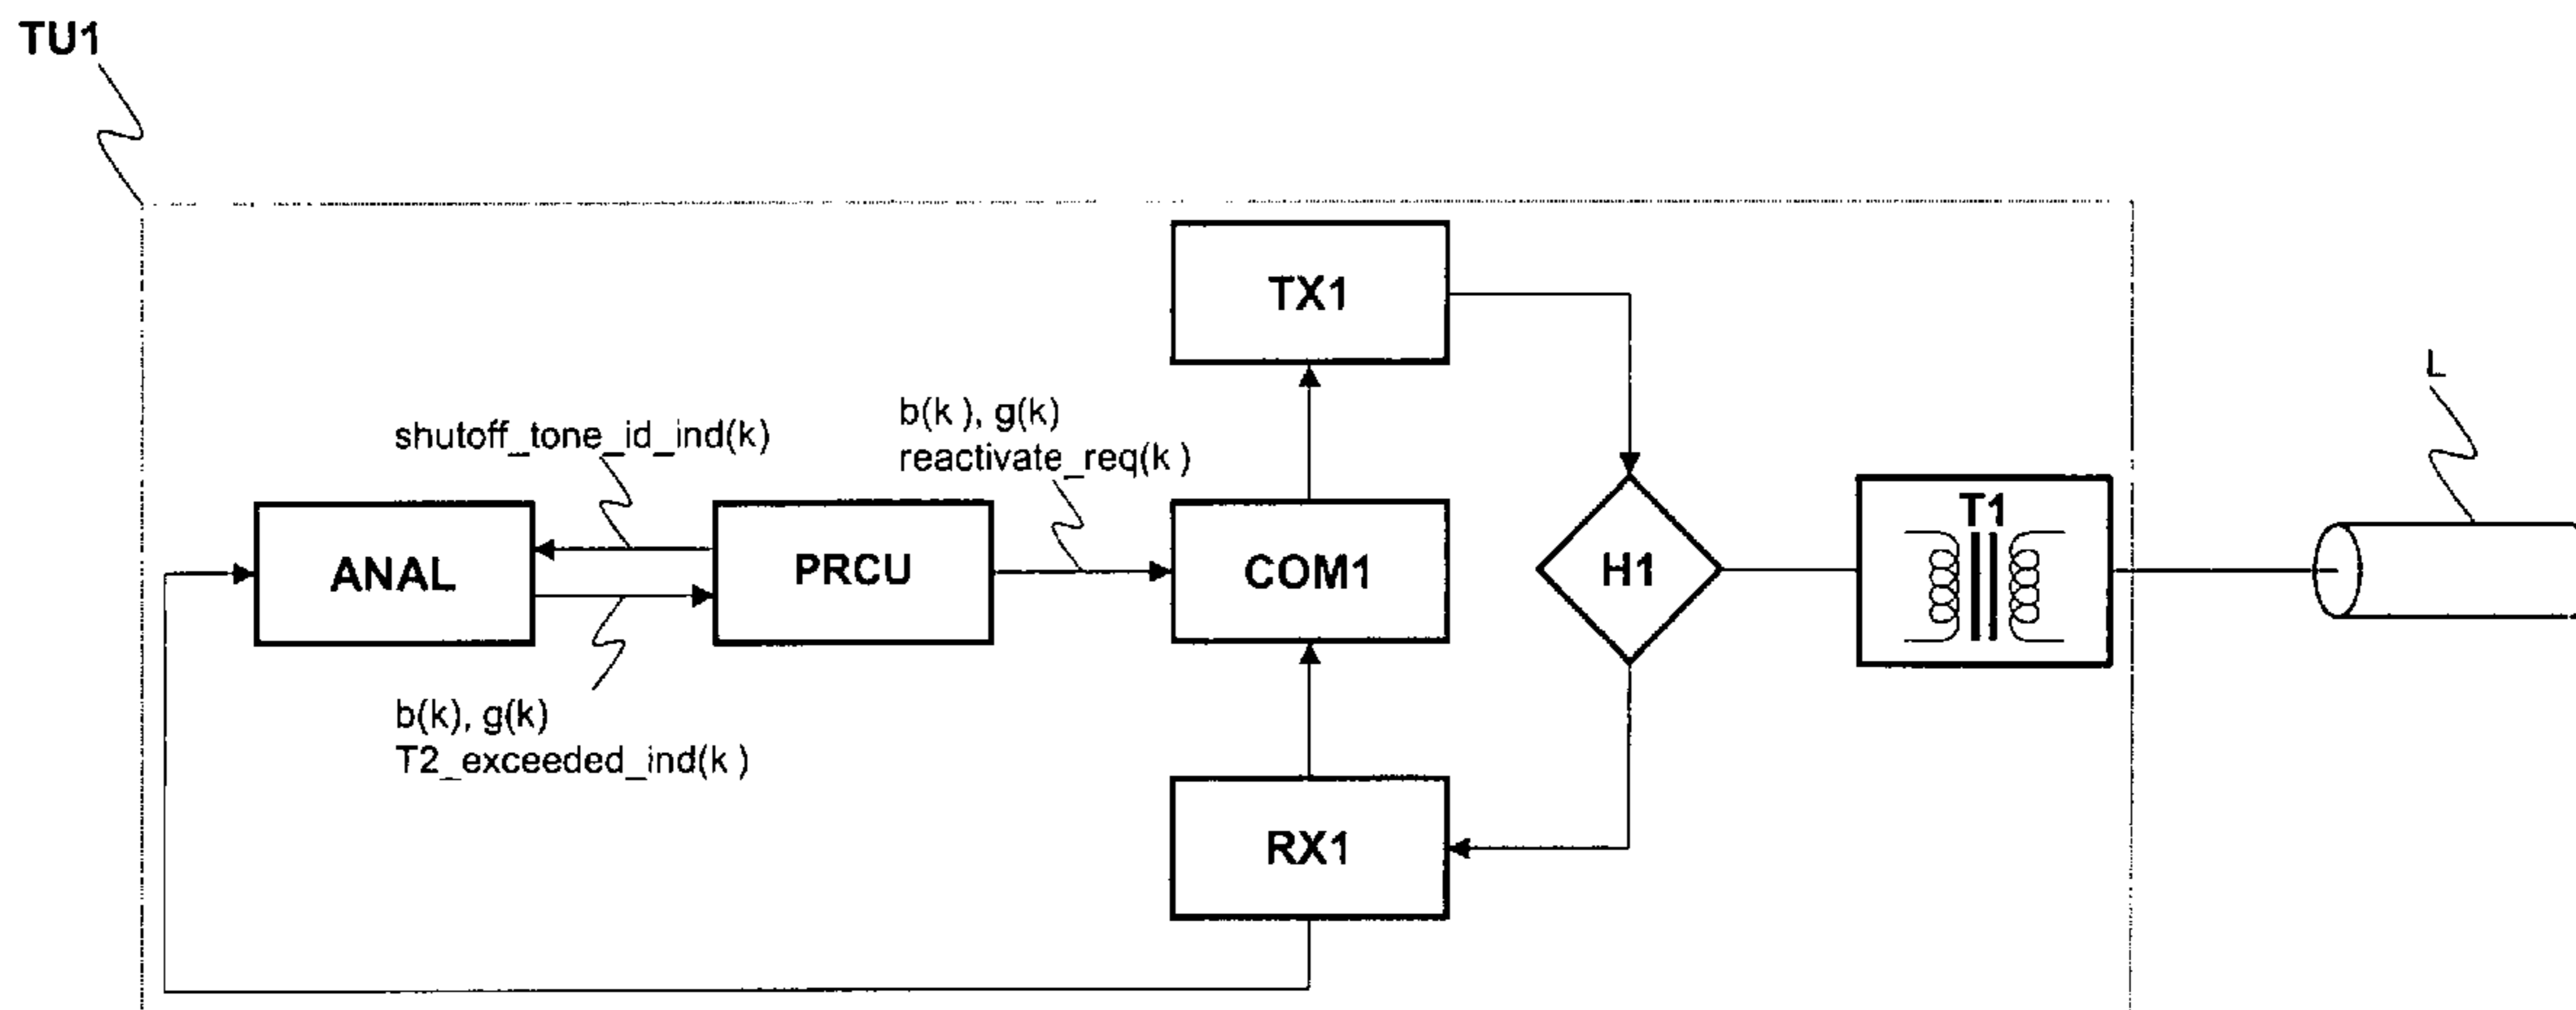 TU1
TX1
L
b(k ), g(k)
reactivate_req(k )
shutoff_tone_id_ind(k)
T1
ANAL
PRCU
COM1
H1
b(k), g(k)
T2_exceeded_ind(k )
RX1